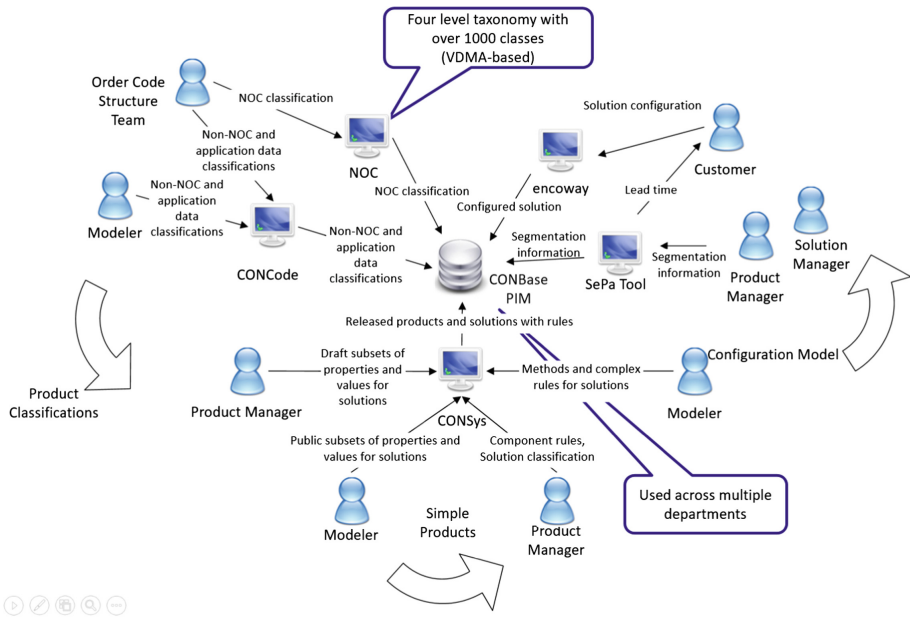 Four level taxonomy with
over 1000 classes
(VDMA-based)
Order Code
Structure
Team
NOC classification
Non-NOC and
application data
classifications
NOC
Solution configuration
Customer
encoway
Lead time
Modeler
Non-NOC and
application
data
classifications
CONCode
NOC classification
Configured solution
Non-NOC and
application
data
classifications
Segmentation
information
CONBase
PIM
SePa Tool
Segmentation
information
Product
Manager
Solution
Manager
Released products and solutions with rules
Product
Classifications
Product Manager
Draft subsets of
properties and
values for
solutions
CONSys
Methods and complex
rules for solutions
Configuration Model
Modeler
Public subsets of properties and
values for solutions
Component rules,
Solution classification
Modeler
Simple
Products
Product
Manager
Used across multiple
departments